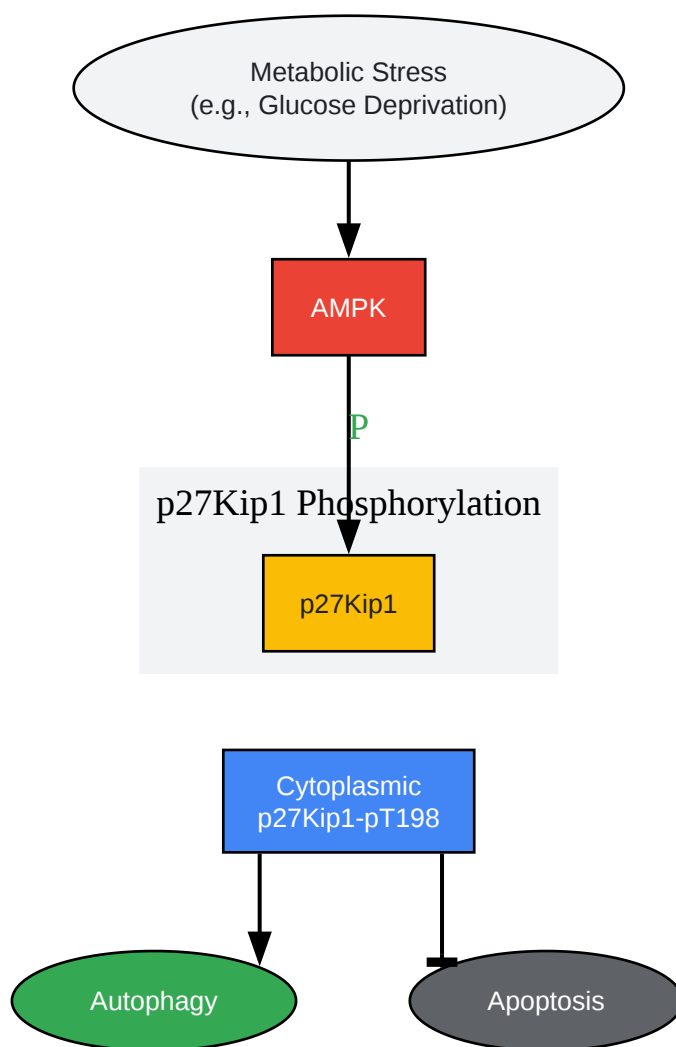 Metabolic Stress
(e.g., Glucose Deprivation)
AMPK
P
p27Kip1 Phosphorylation
p27Kip1
Cytoplasmic
p27Kip1-pT198
Autophagy
Apoptosis